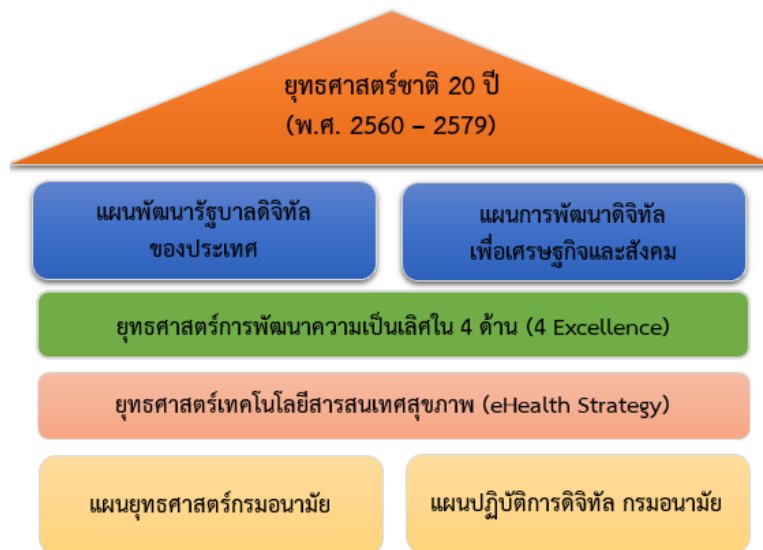 ยุทธศาสตร์ชาติ 20 ปี
(พ.ศ. 2560 – 2579)
แผนพัฒนารัฐบาลดิจิทัล
ของประเทศ
แผนการพัฒนาดิจิทัล
เพื่อเศรษฐกิจและสังคม
ยุทธศาสตร์การพัฒนาความเป็นเลิศใน 4 ด้าน (4 Excellence)
ยุทธศาสตร์เทคโนโลยีสารสนเทศสุขภาพ (eHealth Strategy)
แผนยุทธศาสตร์กรมอนามัย
แผนปฏิบัติการดิจิทัล กรมอนามัย